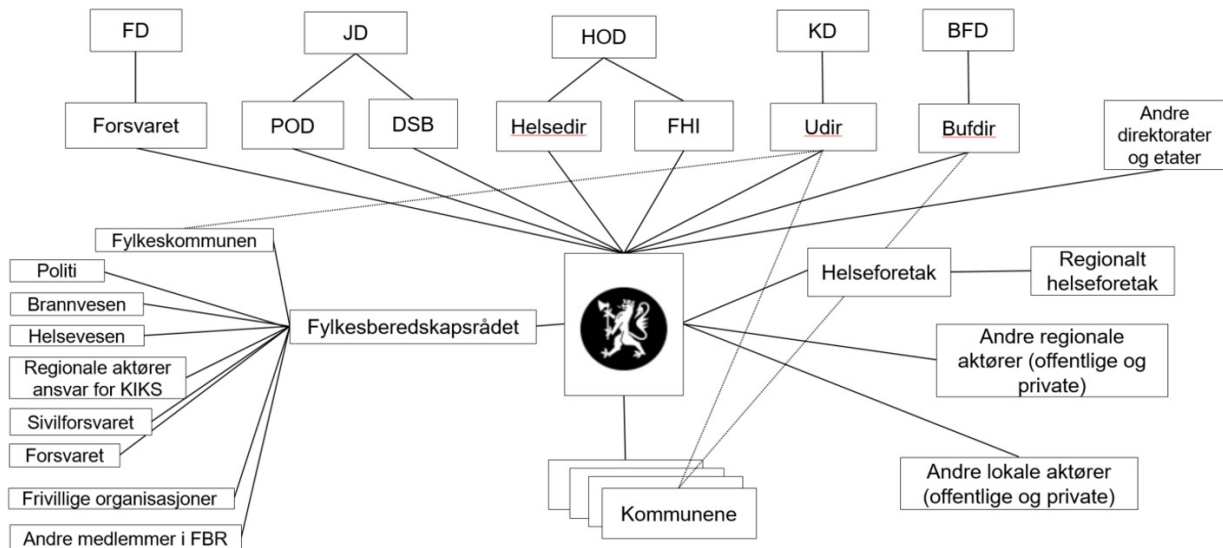 FD
JD
HOD
KD
BFD
Forsvaret
POD
DSB
Helsedir
FHI
Udir
Bufdir
Andre
direktorater
og etater
Fylkeskommunen
Politi
Brannvesen
Helsevesen
Regionale aktører
ansvar for KIKS
Sivilforsvaret
Forsvaret
Frivillige organisasjoner
Andre medlemmer i FBR
Fylkesberedskapsrådet
Helseforetak
Regionalt
helseforetak
Andre regionale
aktører (offentlige og
private)
Andre lokale aktører
(offentlige og private)
Kommunene